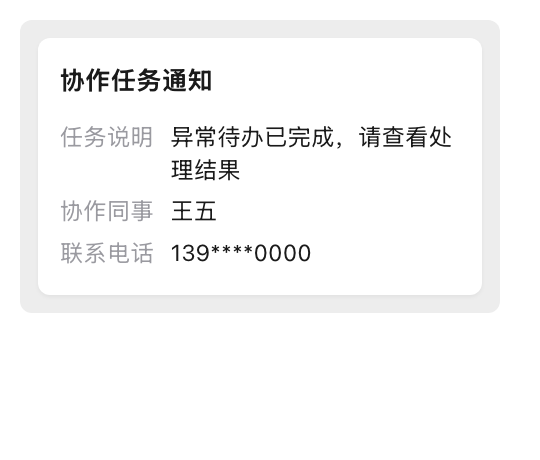 协作任务通知
任务说明 异常待办已完成，请查看处
理结果
协作同事 王五
联系电话 139****0000